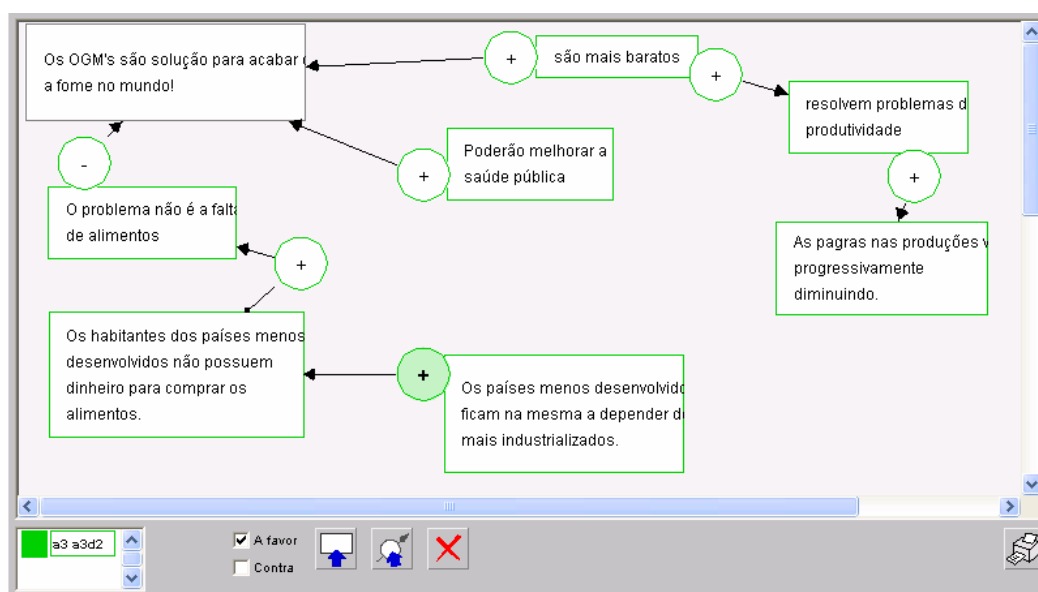 Os OGM's são solução para acabar
a fome no mundo!
+
são mais baratos
+
resolvem problemas d
produtividade
-
+
Poderão melhorar a
saúde pública
+
O problema não é a falta
de alimentos
+
As pagras nas produções v
progressivamente
diminuindo.
Os habitantes dos países menos
desenvolvidos não possuem
dinheiro para comprar os
alimentos.
+
Os países menos desenvolvido
ficam na mesma a depender d
mais industrializados.
a3 a3d2
A favor
Contra